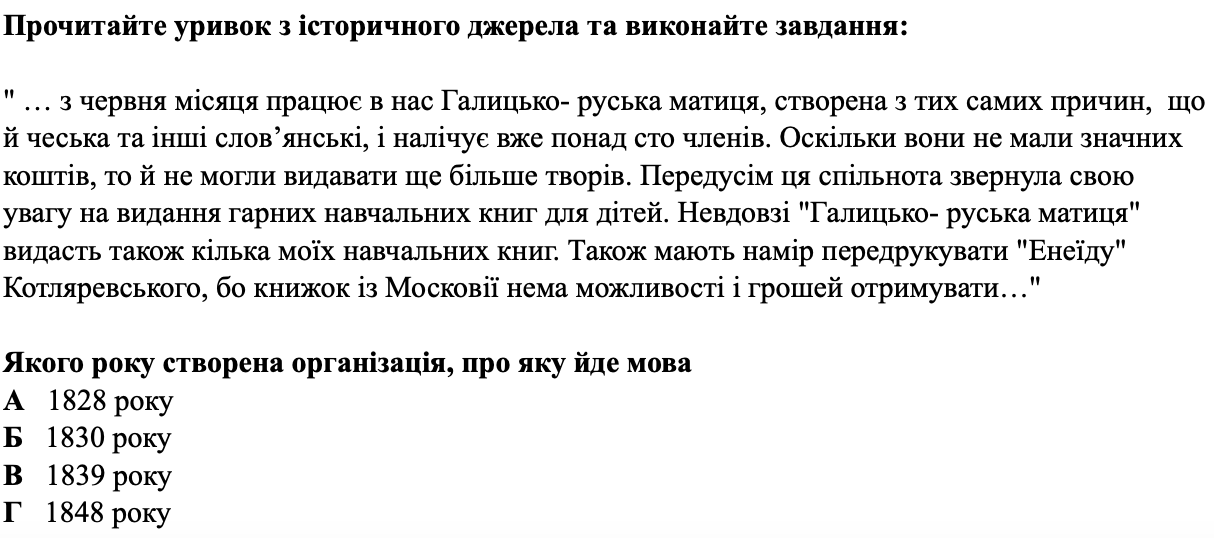 Прочитайте уривок з історичного джерела та виконайте завдання:
" … з червня місяця працює в нас Галицько- руська матиця, створена з тих самих причин, що
й чеська та інші слов’янські, і налічує вже понад сто членів. Оскільки вони не мали значних
коштів, то й не могли видавати ще більше творів. Передусім ця спільнота звернула свою
увагу на видання гарних навчальних книг для дітей. Невдовзі "Галицько- руська матиця"
видасть також кілька моїх навчальних книг. Також мають намір передрукувати "Енеїду"
Котляревського, бо книжок із Московії нема можливості і грошей отримувати…"
Якого року створена організація, про яку йде мова
А 1828 року
Б 1830 року
В 1839 року
Г 1848 року